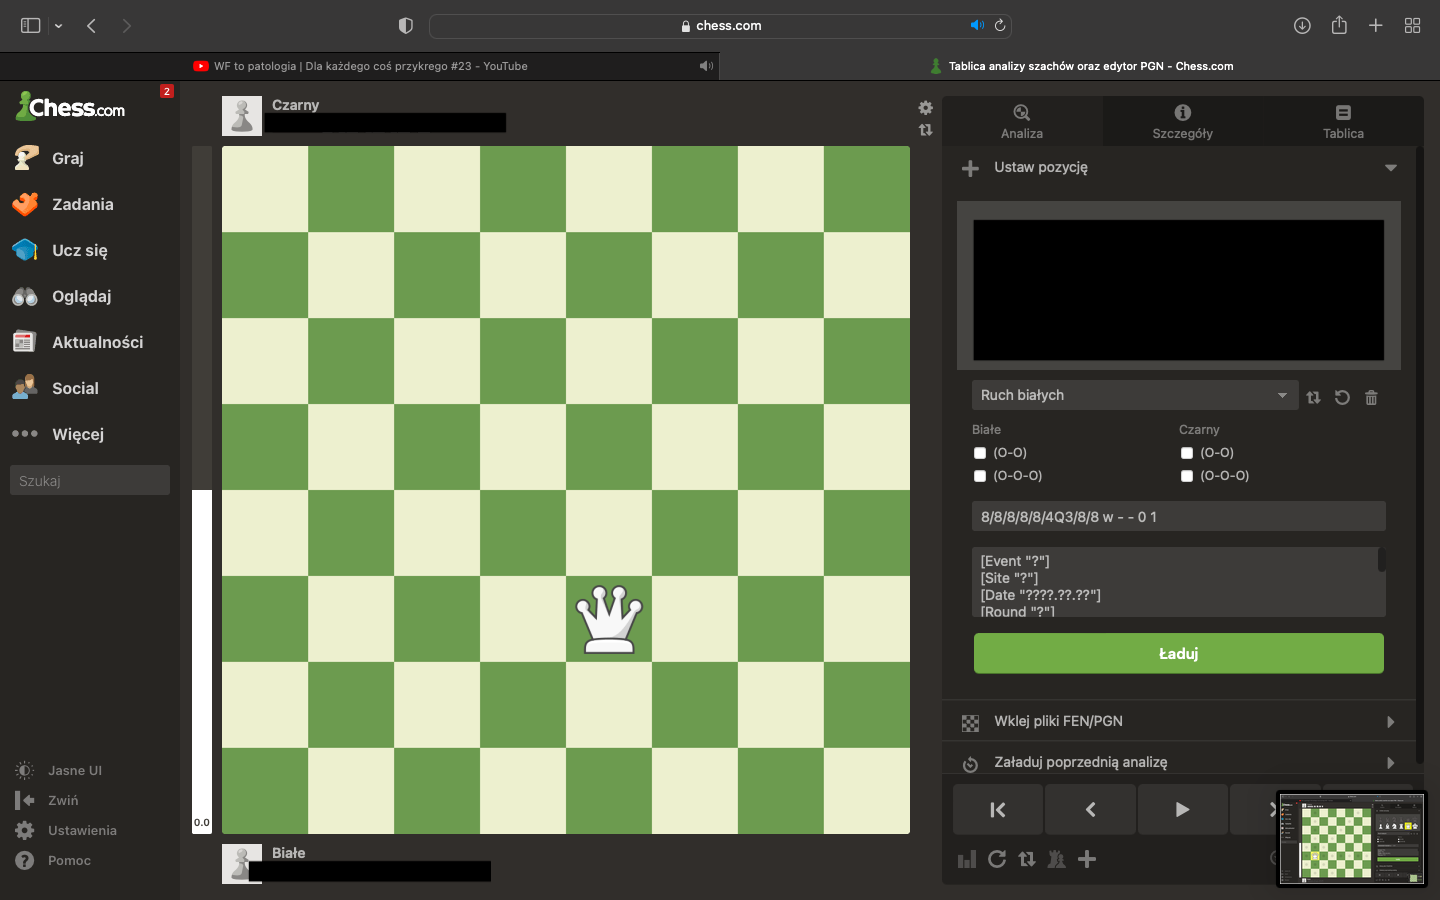 chess.com
WF to patologia | Dla każdego coś przykrego #23 - YouTube
Tablica analizy szachów oraz edytor PGN - Chess.com
Chess.com
2
Graj
Zadania
Ucz się
Oglądaj
Aktualności
Social
Więcej
Szukaj
Jasne UI
Zwiń
Ustawienia
Pomoc
Czarny
0.0
Białe
Analiza
Szczegóły
Tablica
Ustaw pozycję
Ruch białych
Białe
Czarny
(O-O)
(O-O)
(O-O-O)
(O-O-O)
8/8/8/8/8/4Q3/8/8 w - - 0 1
[Event "?"]
[Site "?"]
[Date "????.??.??"]
[Round "?"]
Ładuj
Wklej pliki FEN/PGN
Załaduj poprzednią analizę